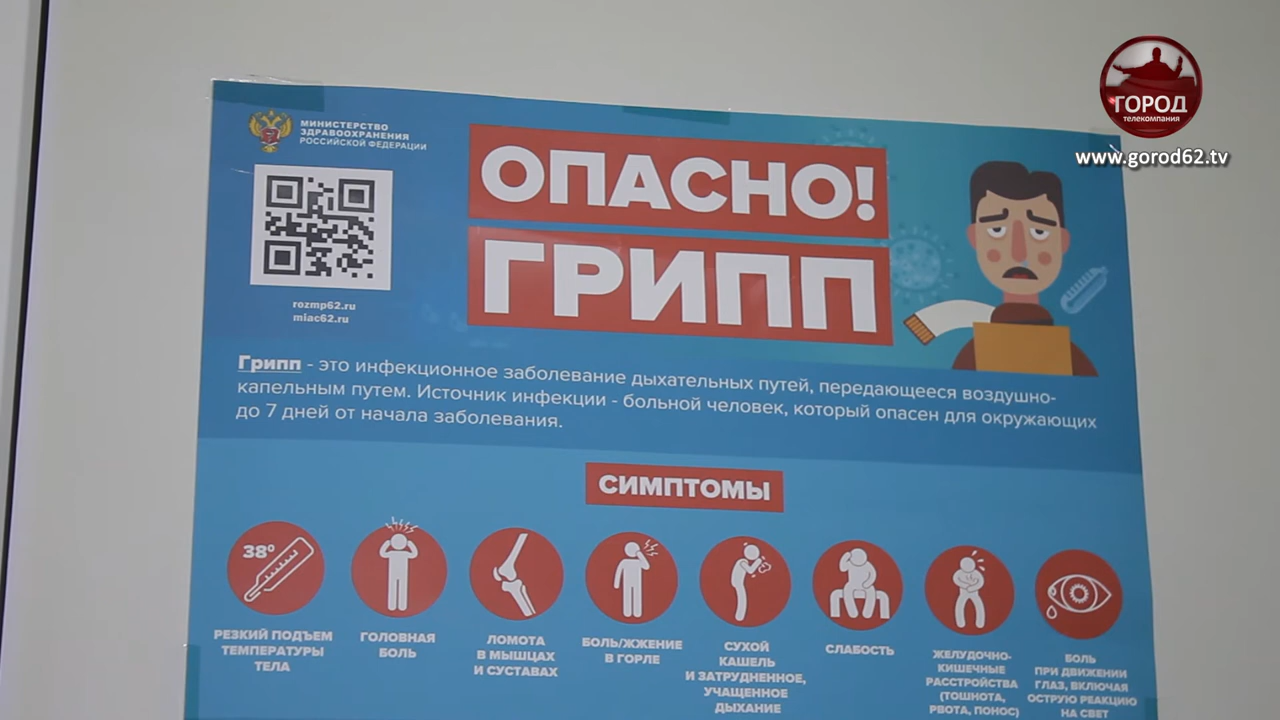 ГОРОД
телекомпания
www.gorod62.tv
МИНИСТЕРСТВО
ЗДРАВООХРАНЕНИЯ
РОССИЙСКОЙ ФЕДЕРАЦИИ
rozmp62.ru
miac62.ru
ОПАСНО!
ГРИПП
Грипп - это инфекционное заболевание дыхательных путей, передающееся воздушно-
капельным путем. Источник инфекции - больной человек, который опасен для окружающих
до 7 дней от начала заболевания.
СИМПТОМЫ
38°
РЕЗКИЙ ПОДЪЕМ
ТЕМПЕРАТУРЫ
ТЕЛА
ГОЛОВНАЯ
БОЛЬ
ЛОМОТА
В МЫШЦАХ
И СУСТАВАХ
БОЛЬ/ЖЖЕНИЕ
В ГОРЛЕ
СУХОЙ
КАШЕЛЬ
И ЗАТРУДНЕННОЕ,
УЧАЩЕННОЕ
ДЫХАНИЕ
СЛАБОСТЬ
ЖЕЛУДОЧНО-
КИШЕЧНЫЕ
РАССТРОЙСТВА
(ТОШНОТА,
РВОТА, ПОНОС)
БОЛЬ
ПРИ ДВИЖЕНИИ
ГЛАЗ, ВКЛЮЧАЯ
ОСТРУЮ РЕАКЦИЮ
НА СВЕТ